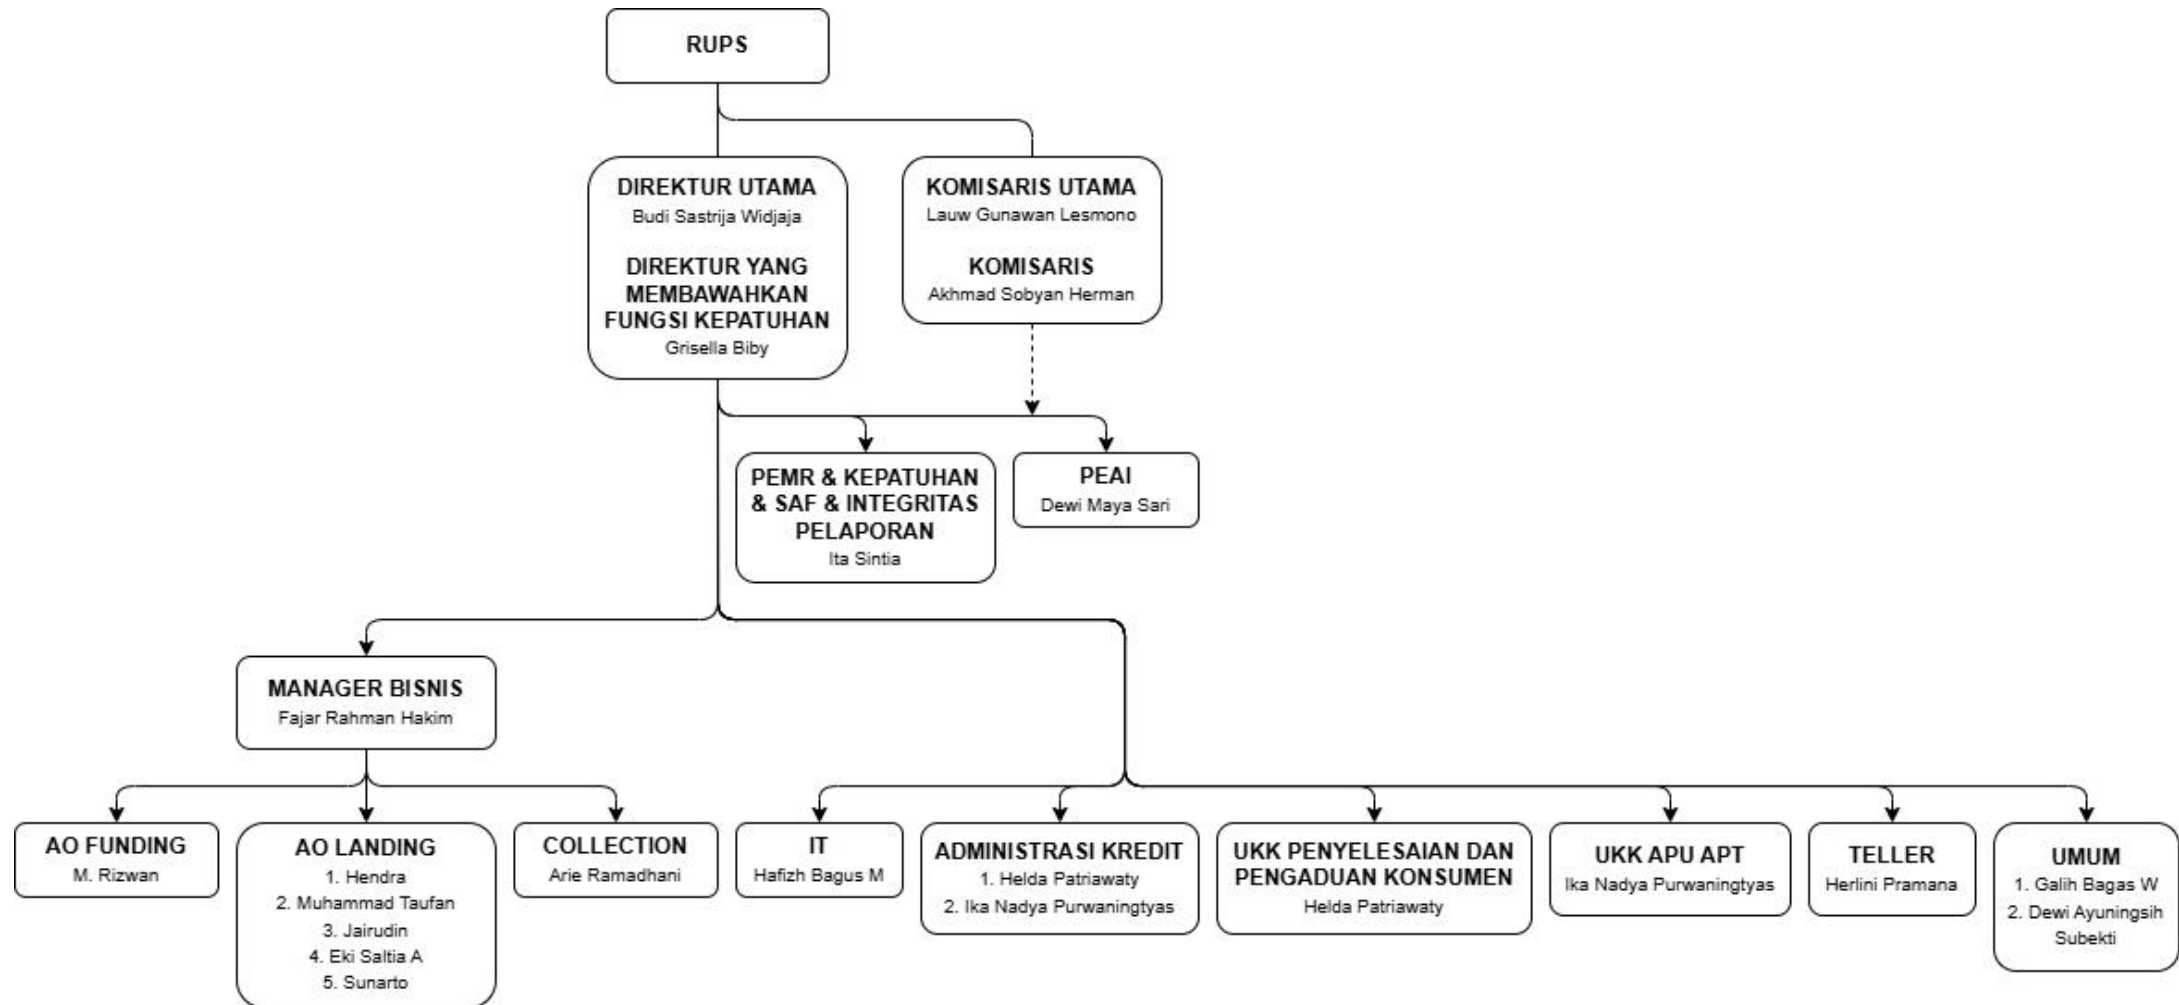 RUPS
DIREKTUR UTAMA
Budi Sastrija Widjaja
DIREKTUR YANG
MEMBAWAHKAN
FUNGSI KEPATUHAN
Grisella Biby
KOMISARIS UTAMA
Lauw Gunawan Lesmono
KOMISARIS
Akhmad Sobyan Herman
PEMR & KEPATUHAN
& SAF & INTEGRITAS
PELAPORAN
Ita Sintia
PEAI
Dewi Maya Sari
MANAGER BISNIS
Fajar Rahman Hakim
AO FUNDING
M. Rizwan
AO LANDING
1. Hendra
2. Muhammad Taufan
3. Jairudin
4. Eki Saltia A
5. Sunarto
COLLECTION
Arie Ramadhani
IT
Hafizh Bagus M
ADMINISTRASI KREDIT
1. Helda Patriawaty
2. Ika Nadya Purwaningtyas
UKK PENYELESAIAN DAN
PENGADUAN KONSUMEN
Helda Patriawaty
UKK APU APT
Ika Nadya Purwaningtyas
TELLER
Herlini Pramana
UMUM
1. Galih Bagas W
2. Dewi Ayuningsih
Subekti